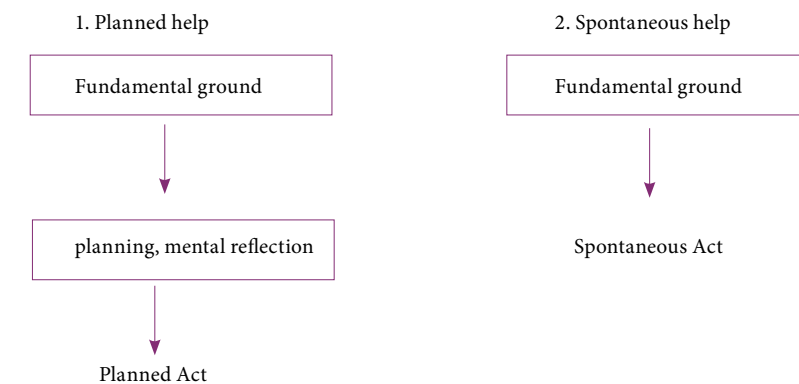 1. Planned help
Fundamental ground
planning, mental reflection
Planned Act
2. Spontaneous help
Fundamental ground
Spontaneous Act